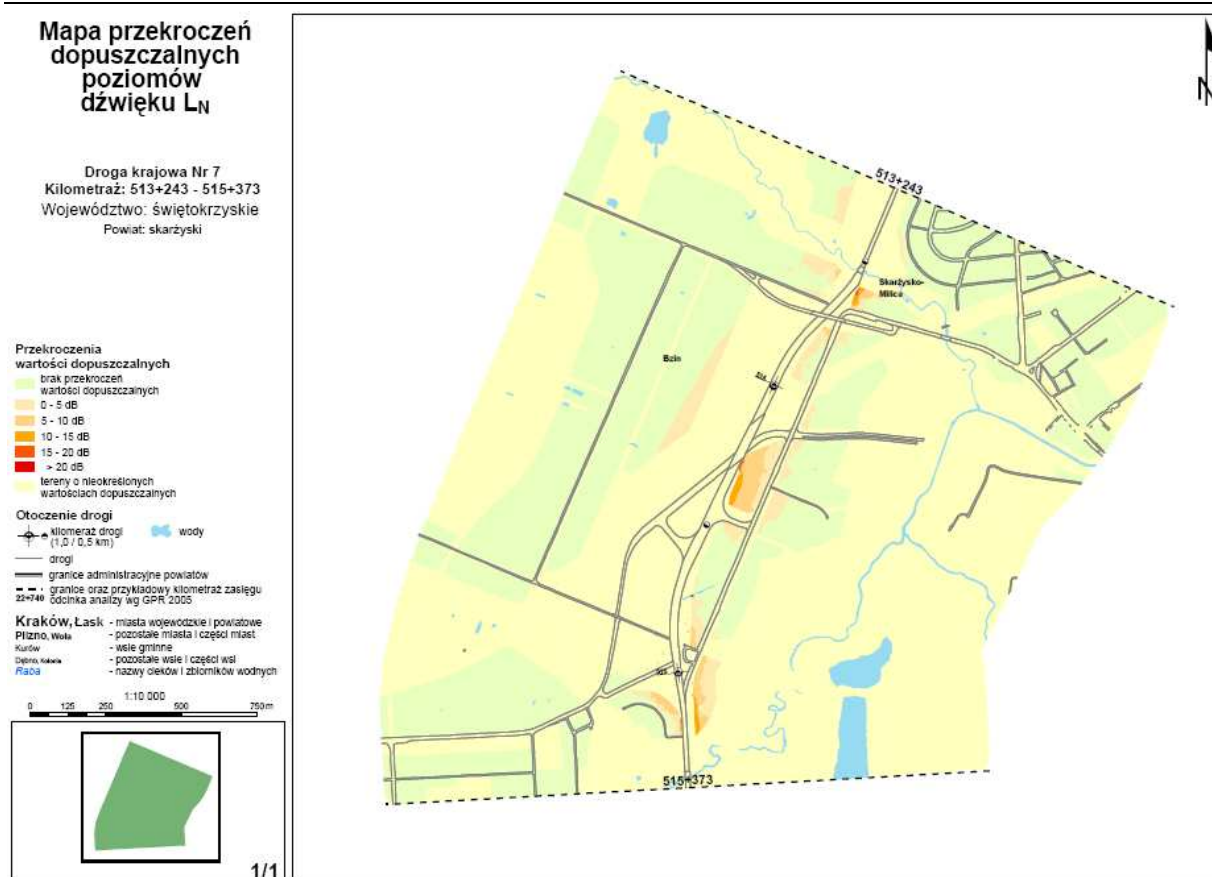 Mapa przekroczeń
dopuszczalnych
poziomów
dźwięku LN
Droga krajowa Nr 7
Kilometraż: 513+243 - 515+373
Województwo: świętokrzyskie
Powiat: skarżyski
Przekroczenia
wartości dopuszczalnych
brak przekroczeń
wartości dopuszczalnych
0 - 5 dB
5 - 10 dB
10 - 15 dB
15 - 20 dB
> 20 dB
tereny o nieokreślonych
wartościach dopuszczalnych
Otoczenie drogi
kilomeraż drogi
(1,0 / 0,5 km)
wody
drogi
granice administracyjne powiatów
granice oraz przykładowy kilometraż zasięgu
22+740 odcinka analizy wg GPR 2005
Kraków, Łask - miasta wojewódzkie i powiatowe
Pilzno, Wola - pozostałe miasta i części miast
Kurów - wsie gminne
- pozostałe wsie i części wsi
Raba - nazwy cieków i zbiorników wodnych
1:10 000
0 125 250 500 750 m
1/1
N
513+243
Skarżysko-
Milica
Bzin
514
515
515+373